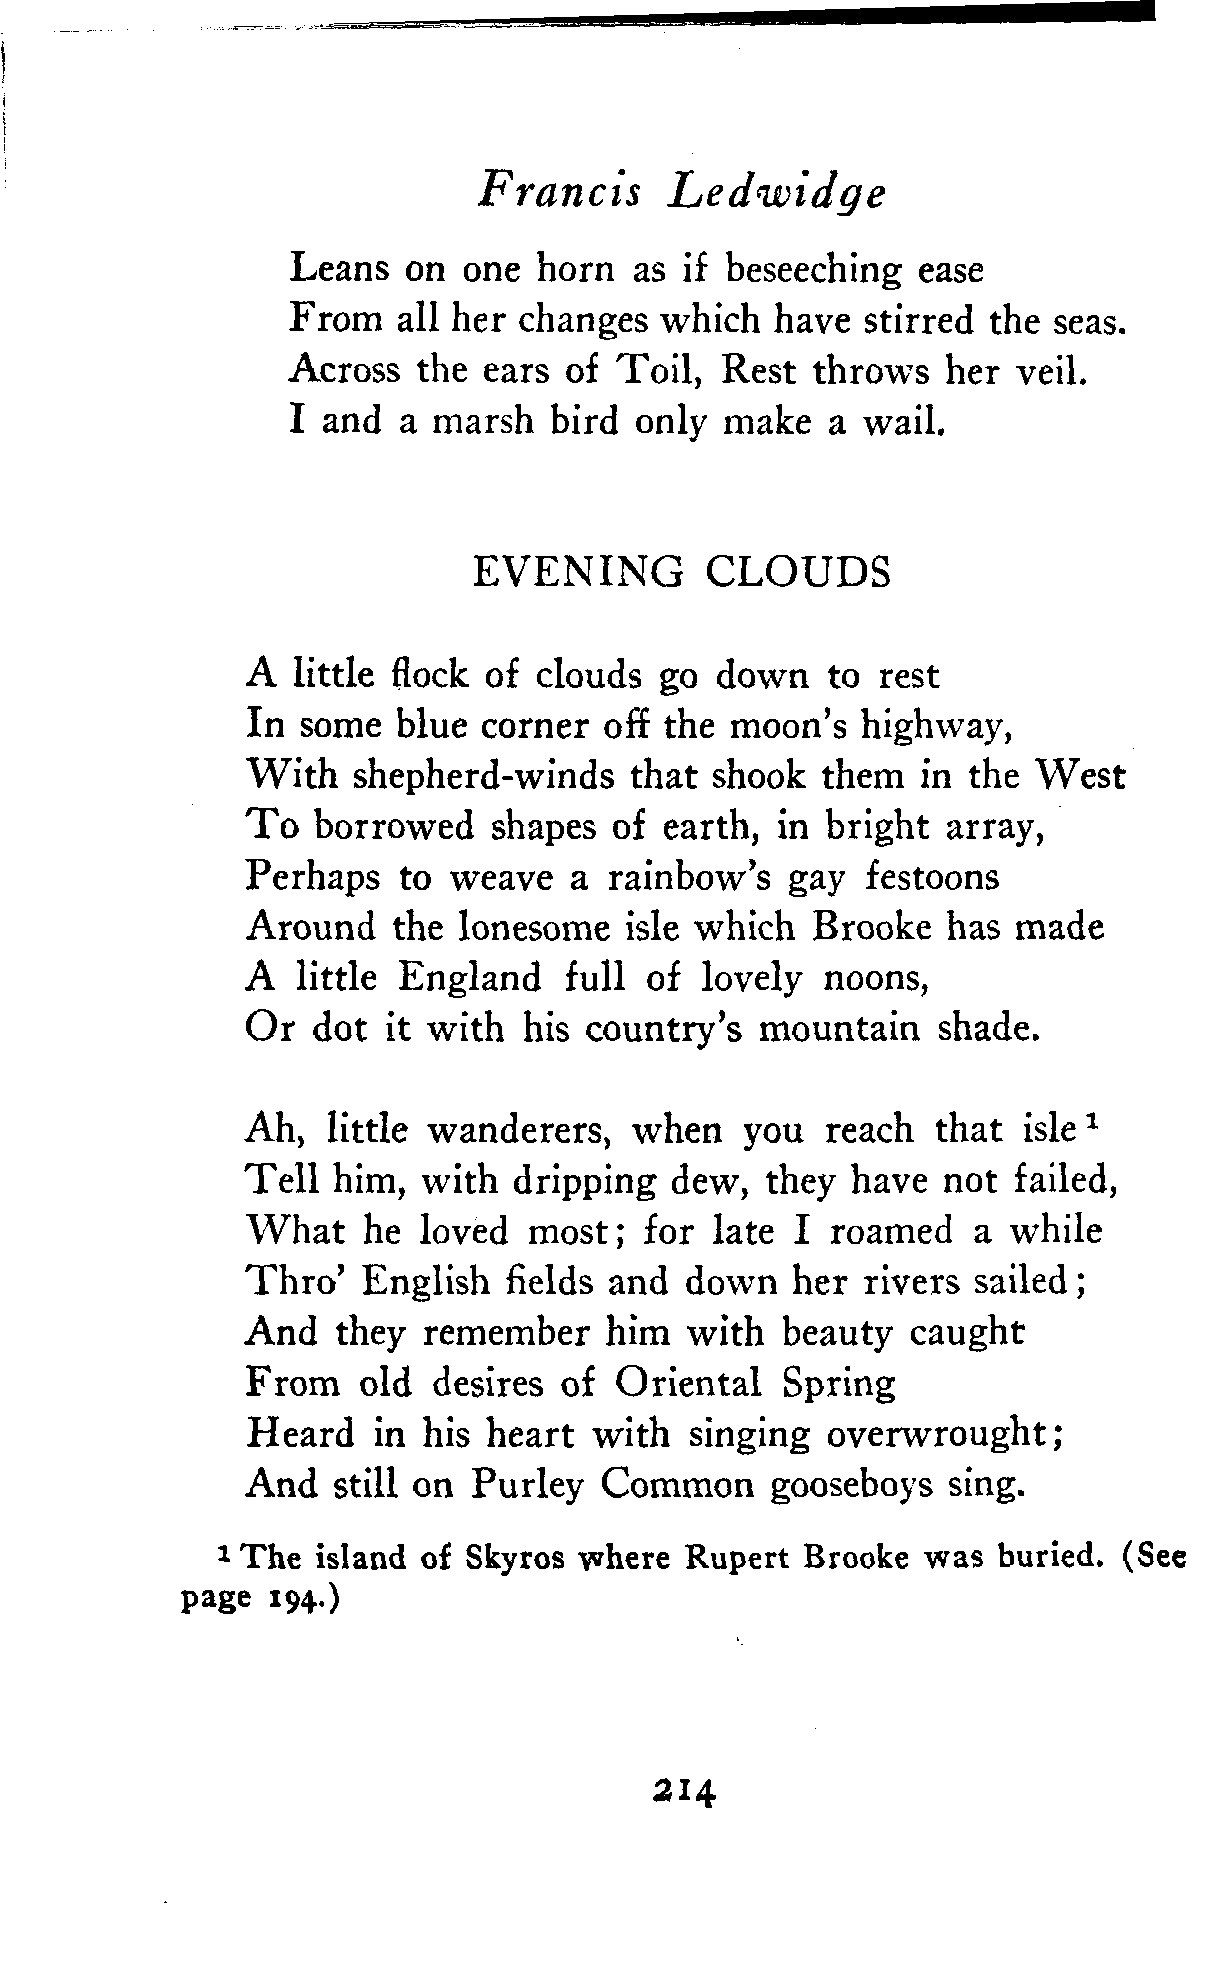 Francis Ledwidge
Leans on one horn as if beseeching ease
From all her changes which have stirred the seas.
Across the ears of Toil, Rest throws her veil.
I and a marsh bird only make a wail.
EVENING CLOUDS
A little flock of clouds go down to rest
In some blue corner off the moon's highway,
With shepherd-winds that shook them in the West
To borrowed shapes of earth, in bright array,
Perhaps to weave a rainbow's gay festoons
Around the lonesome isle which Brooke has made
A little England full of lovely noons,
Or dot it with his country's mountain shade.
Ah, little wanderers, when you reach that isle ¹
Tell him, with dripping dew, they have not failed,
What he loved most; for late I roamed a while
Thro' English fields and down her rivers sailed;
And they remember him with beauty caught
From old desires of Oriental Spring
Heard in his heart with singing overwrought;
And still on Purley Common gooseboys sing.
¹ The island of Skyros where Rupert Brooke was buried. (See
page 194.)
214